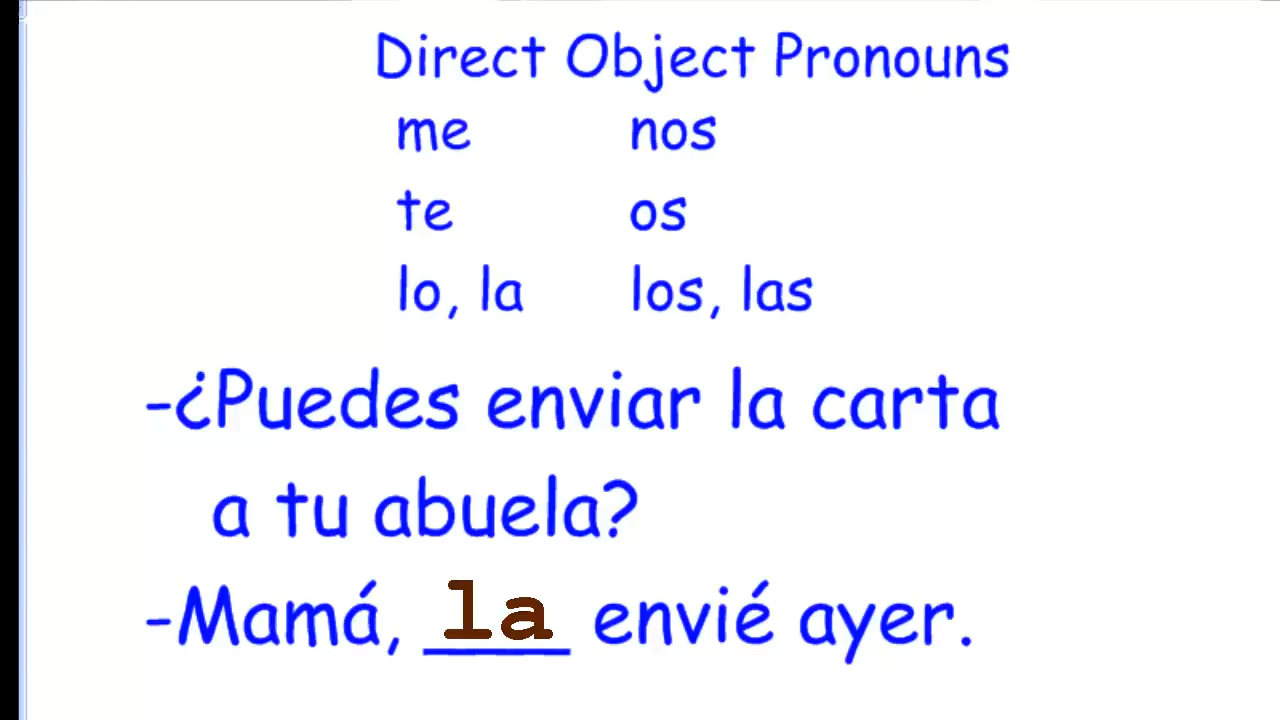 Direct Object Pronouns
me nos
te os
lo, la los, las
-¿Puedes enviar la carta
a tu abuela?
-Mamá, la envié ayer.